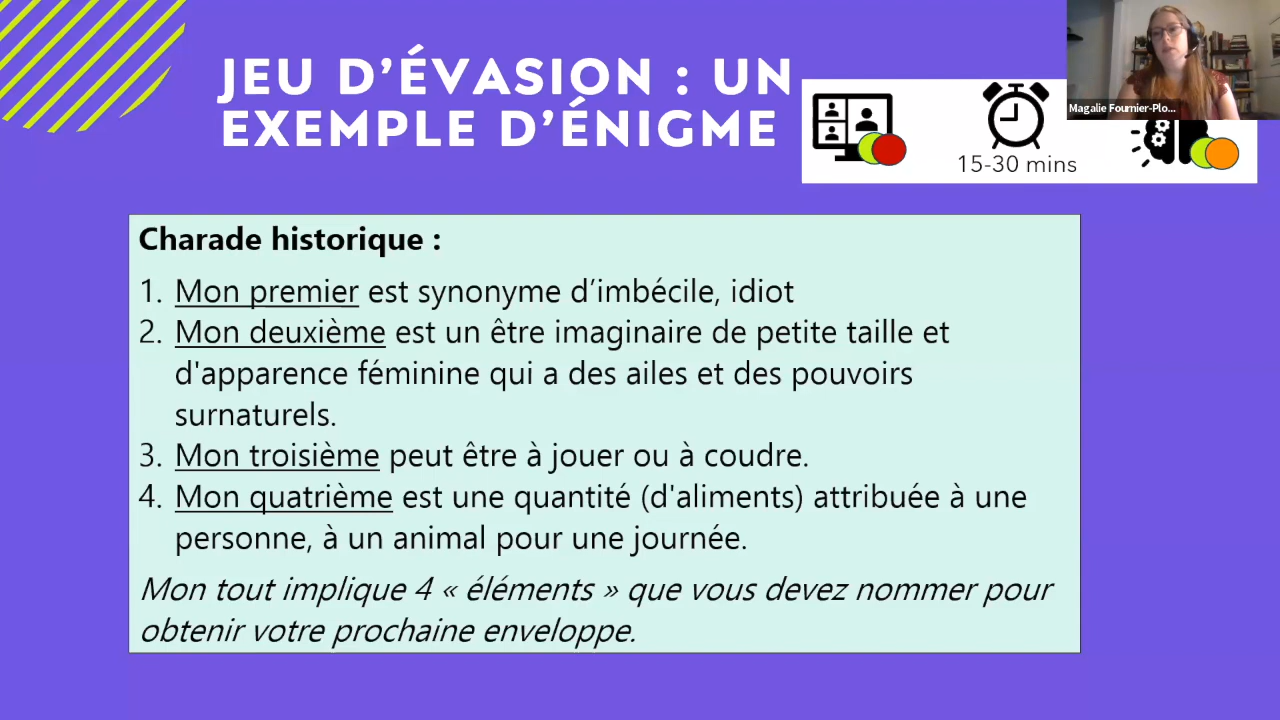 JEU D’ÉVASION : UN
EXEMPLE D’ÉNIGME
Magalie Fournier-Plo...
15-30 mins
Charade historique :
1. Mon premier est synonyme d’imbécile, idiot
2. Mon deuxième est un être imaginaire de petite taille et
d'apparence féminine qui a des ailes et des pouvoirs
surnaturels.
3. Mon troisième peut être à jouer ou à coudre.
4. Mon quatrième est une quantité (d'aliments) attribuée à une
personne, à un animal pour une journée.
Mon tout implique 4 « éléments » que vous devez nommer pour
obtenir votre prochaine enveloppe.